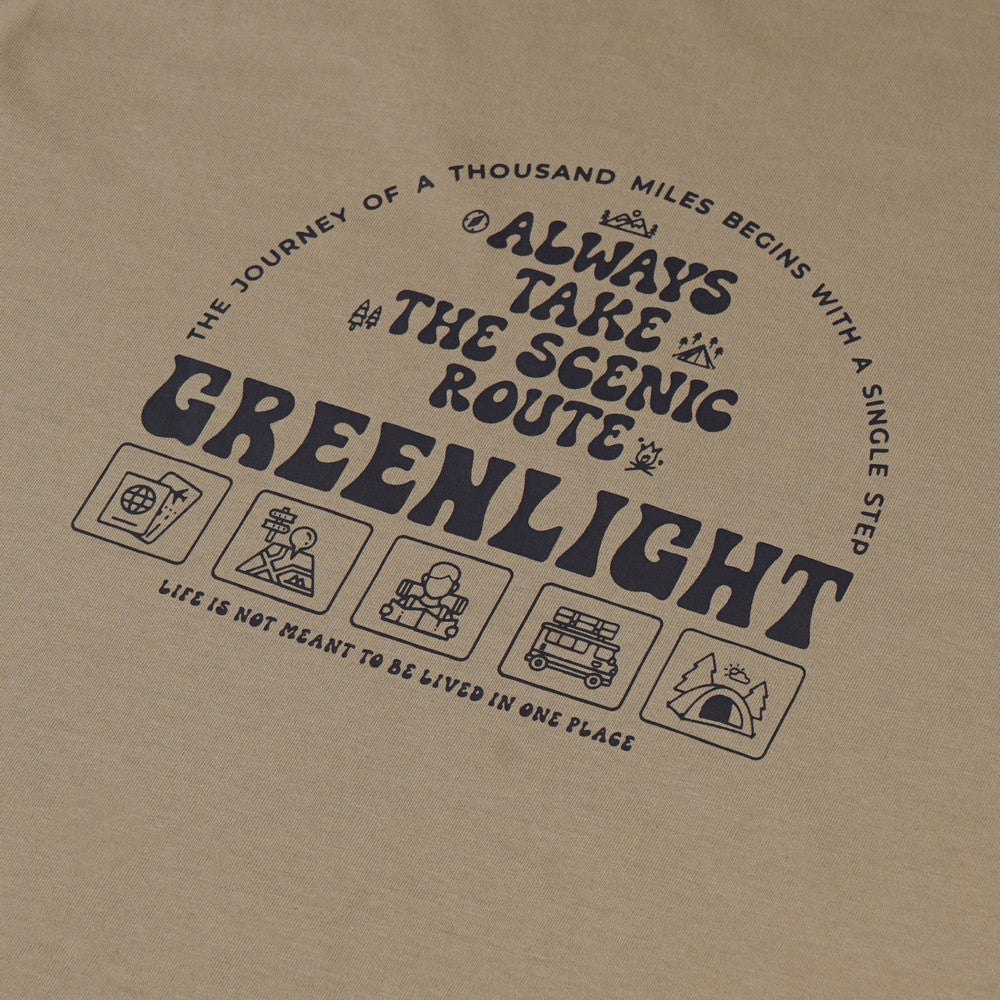 THE JOURNEY OF A THOUSAND MILES BEGINS WITH A SINGLE STEP
ALWAYS
TAKE
THE SCENIC
ROUTE
GREENLIGHT
LIFE IS NOT MEANT TO BE LIVED IN ONE PLACE